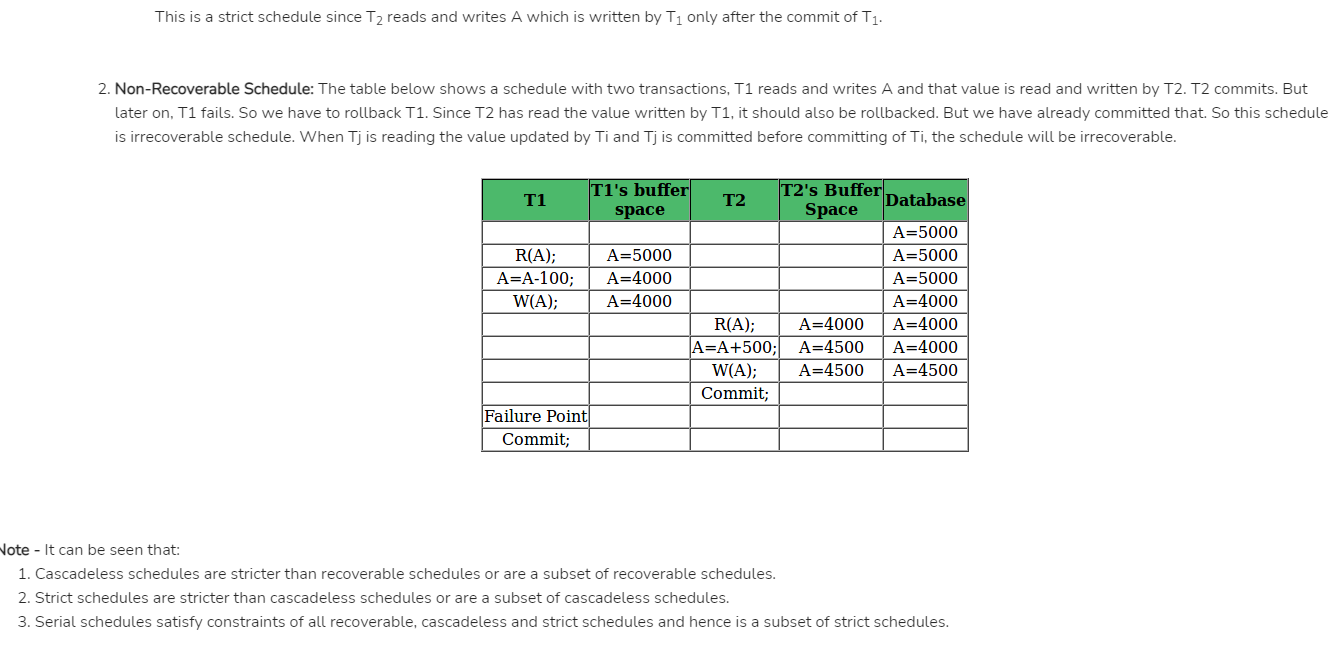 This is a strict schedule since T₂ reads and writes A which is written by T₁ only after the commit of T₁.
2. Non-Recoverable Schedule: The table below shows a schedule with two transactions, T1 reads and writes A and that value is read and written by T2. T2 commits. But
later on, T1 fails. So we have to rollback T1. Since T2 has read the value written by T1, it should also be rollbacked. But we have already committed that. So this schedule
is irrecoverable schedule. When Tj is reading the value updated by Ti and Tj is committed before committing of Ti, the schedule will be irrecoverable.
T1 T1's buffer space T2 T2's Buffer Space Database
A=5000
R(A); A=5000 A=5000
A=A-100; A=4000 A=5000
W(A); A=4000 A=4000
R(A); A=4000 A=4000
A=A+500; A=4500 A=4000
W(A); A=4500 A=4500
Commit;
Failure Point
Commit;
Note - It can be seen that:
1. Cascadeless schedules are stricter than recoverable schedules or are a subset of recoverable schedules.
2. Strict schedules are stricter than cascadeless schedules or are a subset of cascadeless schedules.
3. Serial schedules satisfy constraints of all recoverable, cascadeless and strict schedules and hence is a subset of strict schedules.